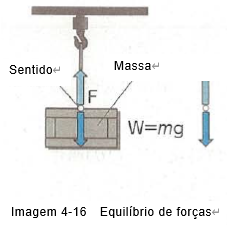 Sentido
Massa
F
W=mg
Imagem 4-16 Equilíbrio de forças